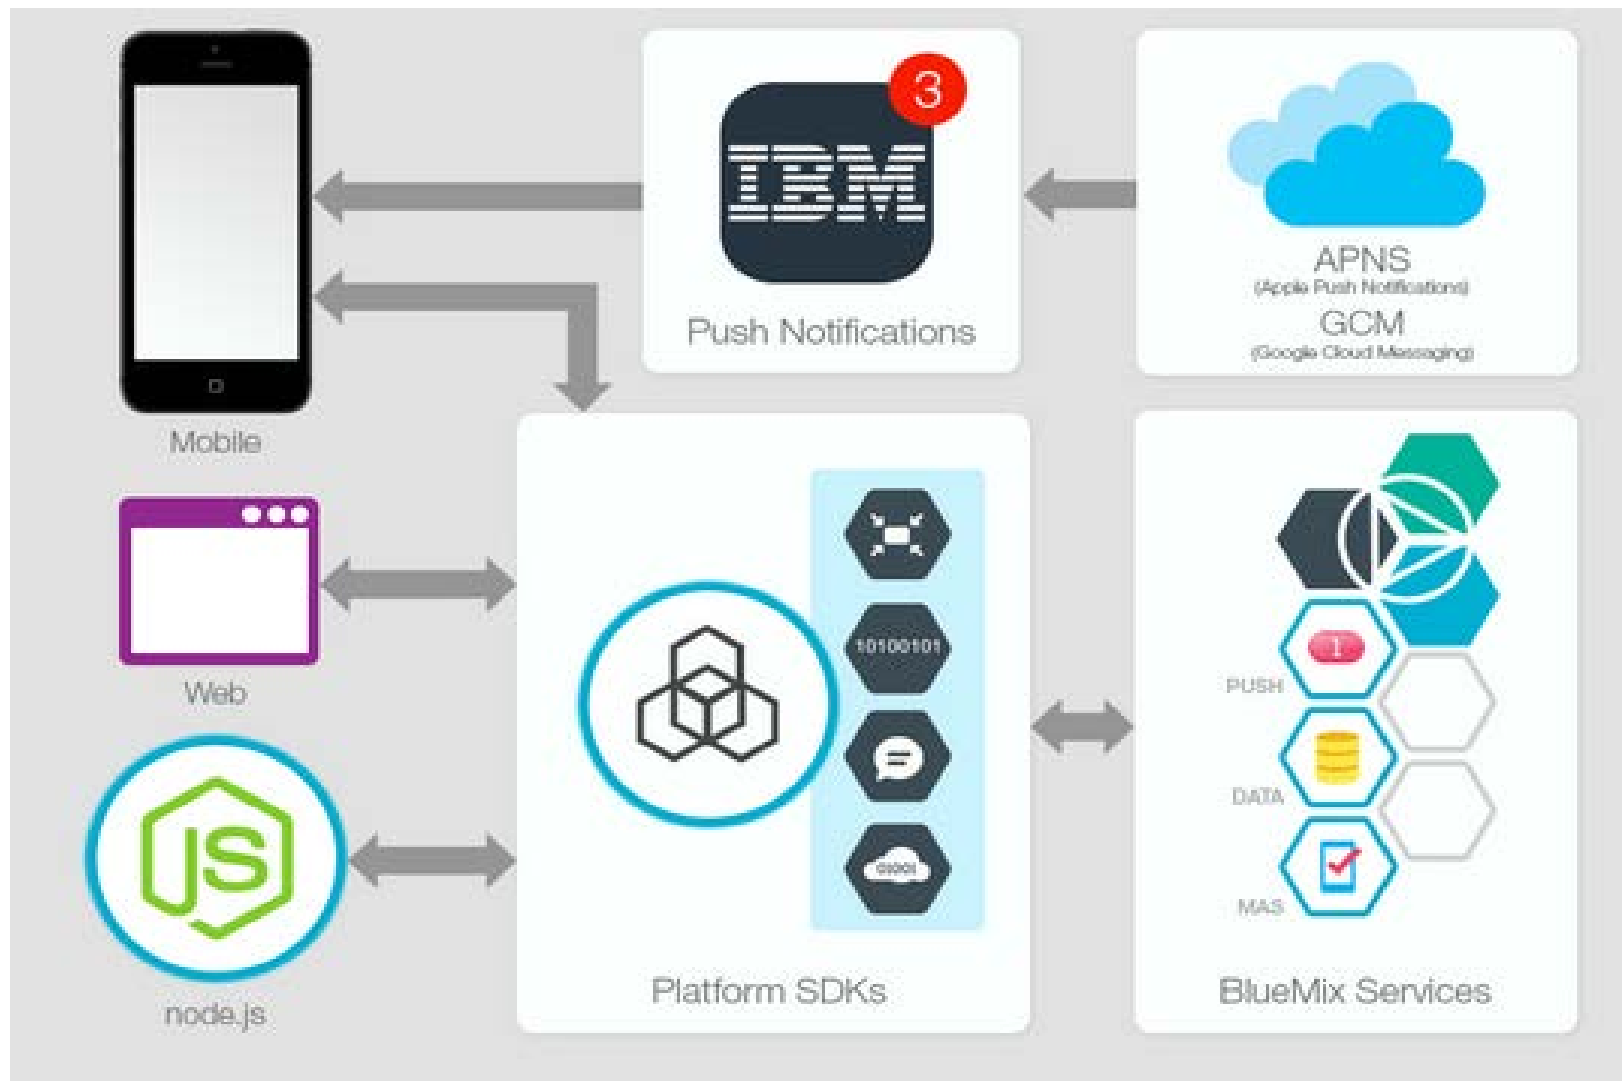 3
IBM
Push Notifications
APNS
(Apple Push Notifications)
GCM
(Google Cloud Messaging)
Mobile
Web
JS
node.js
10100101
01001
Platform SDKs
1
PUSH
DATA
MAS
BlueMix Services